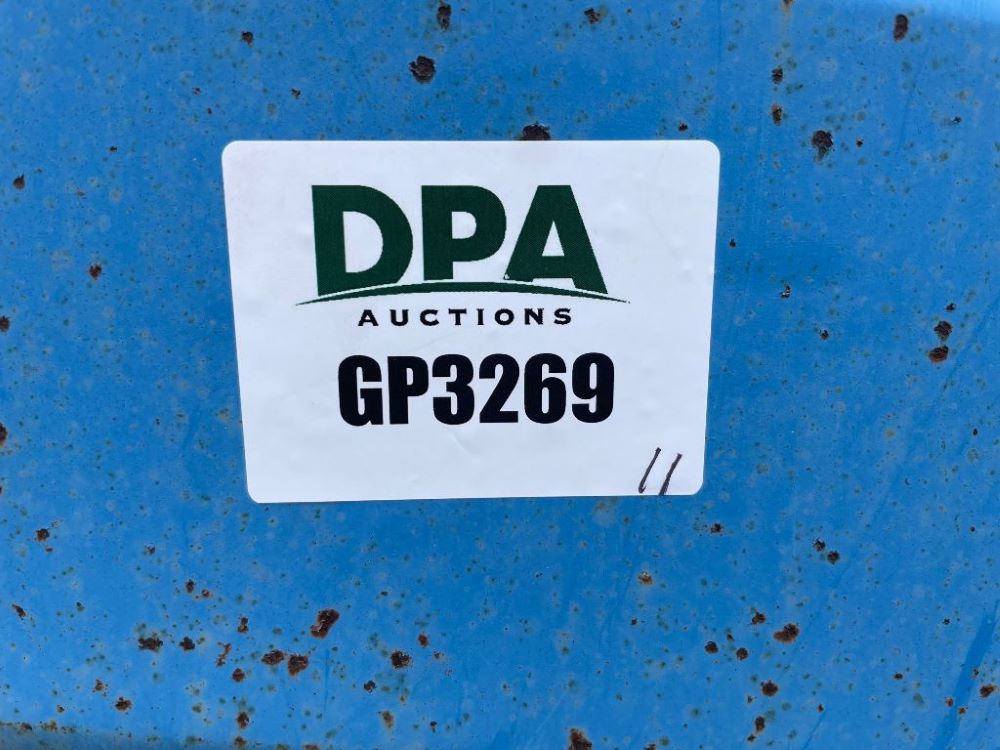 DPA
AUCTIONS
GP3269
11